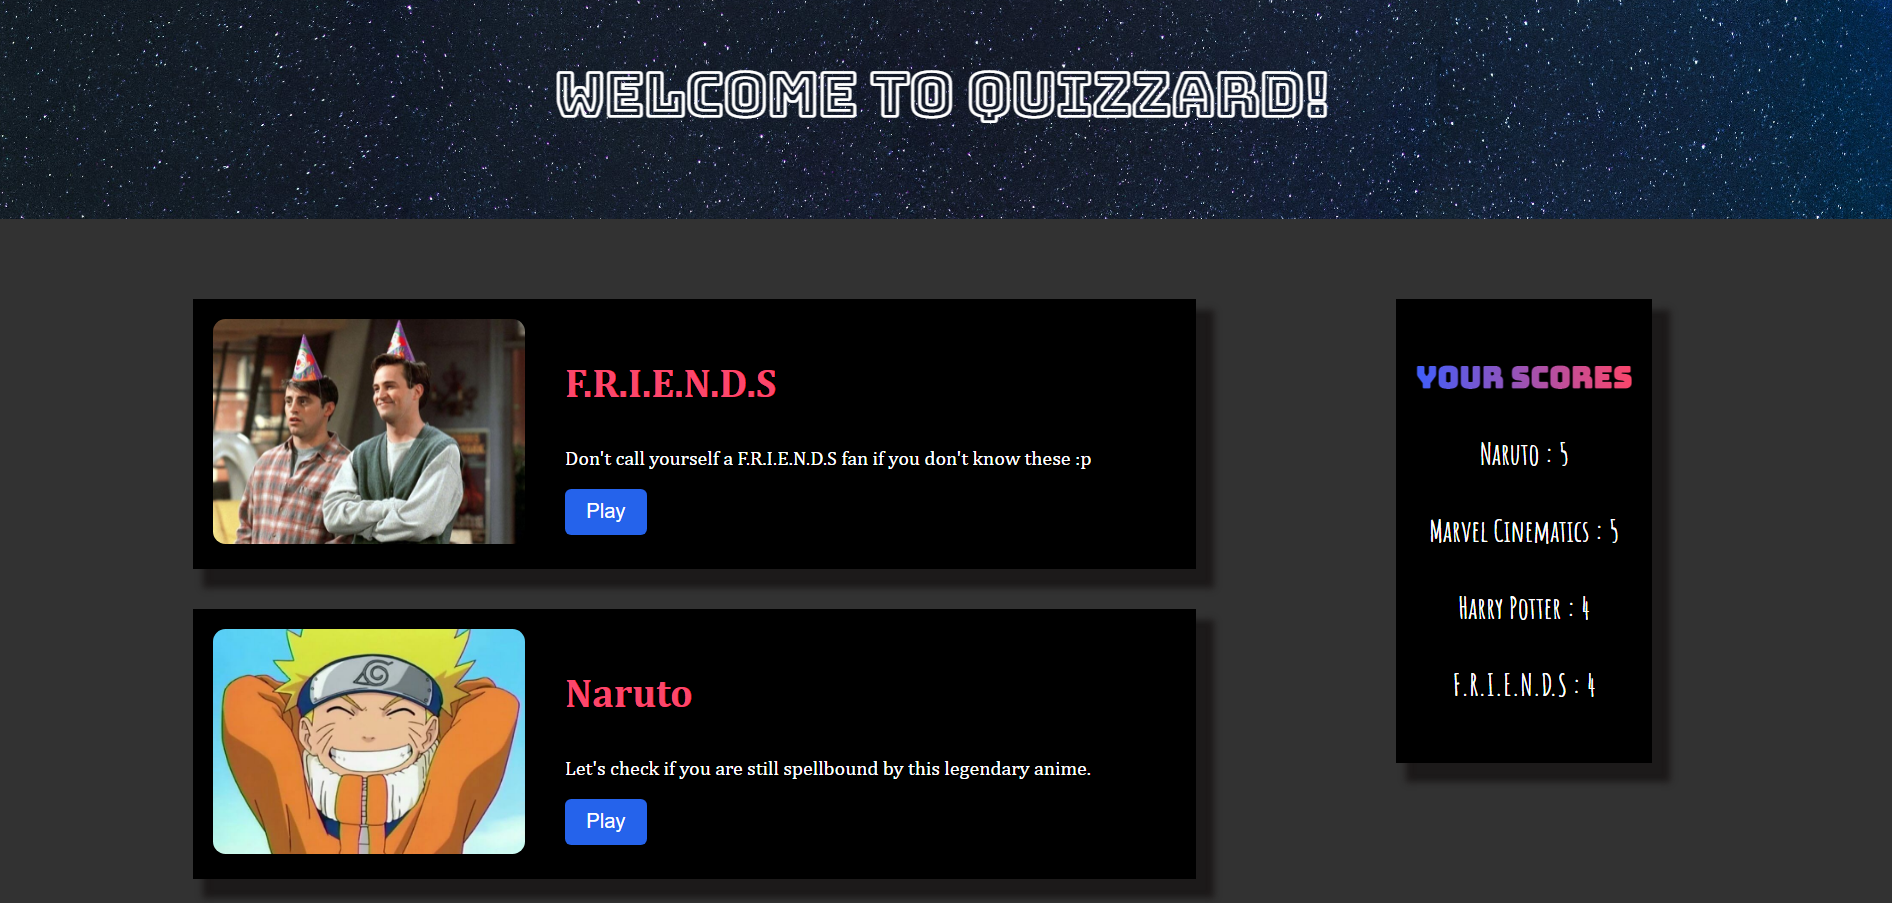 WELCOME TO QUIZZARD!
F.R.I.E.N.D.S
Don't call yourself a F.R.I.E.N.D.S fan if you don't know these :p
Play
Naruto
Let's check if you are still spellbound by this legendary anime.
Play
YOUR SCORES
Naruto : 5
Marvel Cinematics : 5
Harry Potter : 4
F.R.I.E.N.D.S : 4